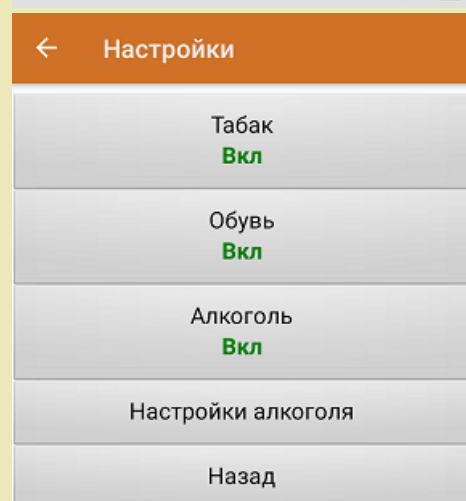 Настройки
Табак
Вкл
Обувь
Вкл
Алкоголь
Вкл
Настройки алкоголя
Назад